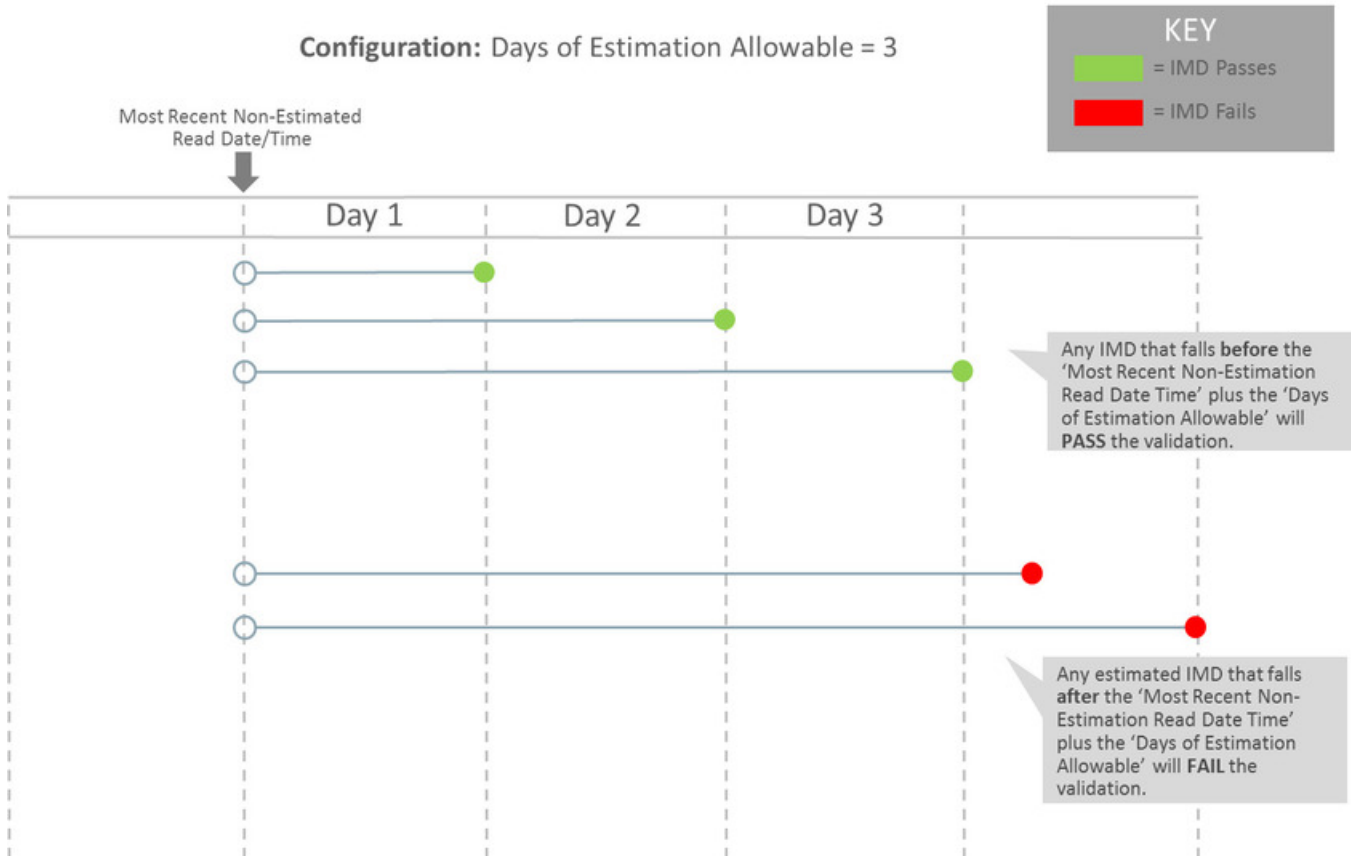 Configuration: Days of Estimation Allowable = 3
KEY
= IMD Passes
= IMD Fails
Most Recent Non-Estimated
Read Date/Time
Day 1
Day 2
Day 3
Any IMD that falls before the
‘Most Recent Non-Estimation
Read Date Time’ plus the ‘Days
of Estimation Allowable’ will
PASS the validation.
Any estimated IMD that falls
after the ‘Most Recent Non-
Estimation Read Date Time’
plus the ‘Days of Estimation
Allowable’ will FAIL the
validation.